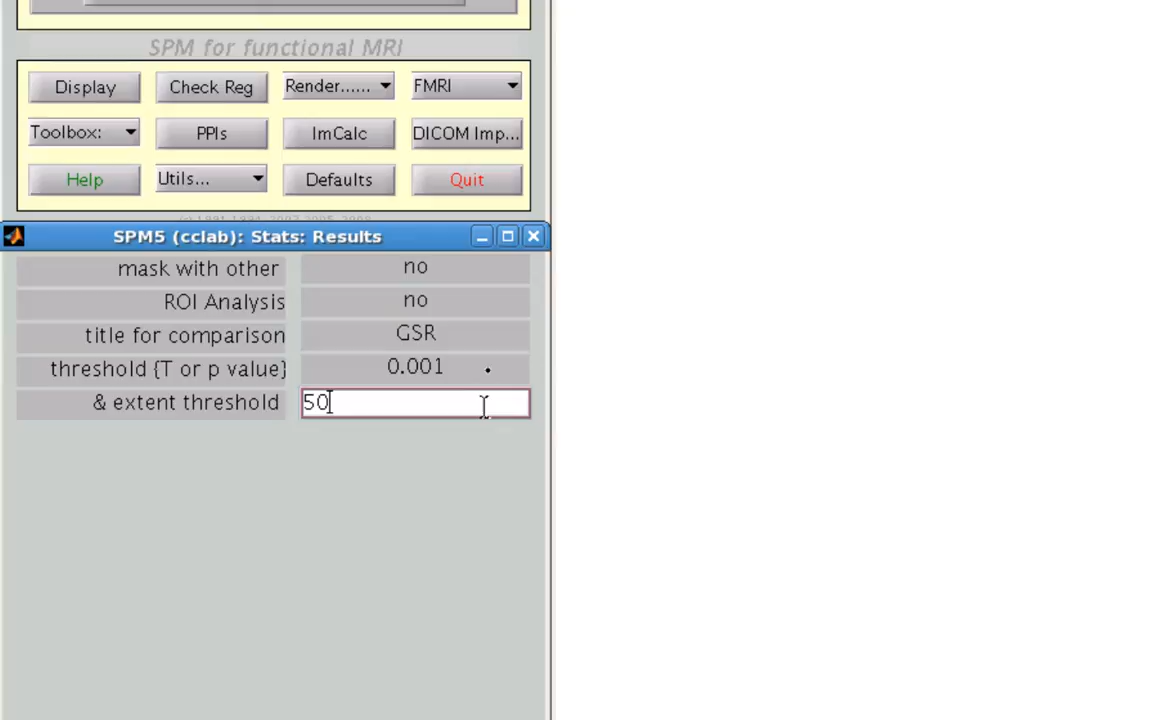 SPM for functional MRI
Display Check Reg Render...... FMRI
Toolbox: PPIs ImCalc DICOM Imp...
Help Utils... Defaults Quit
SPM5 (cclab): Stats: Results
mask with other no
ROI Analysis no
title for comparison GSR
threshold {T or p value} 0.001
& extent threshold 50